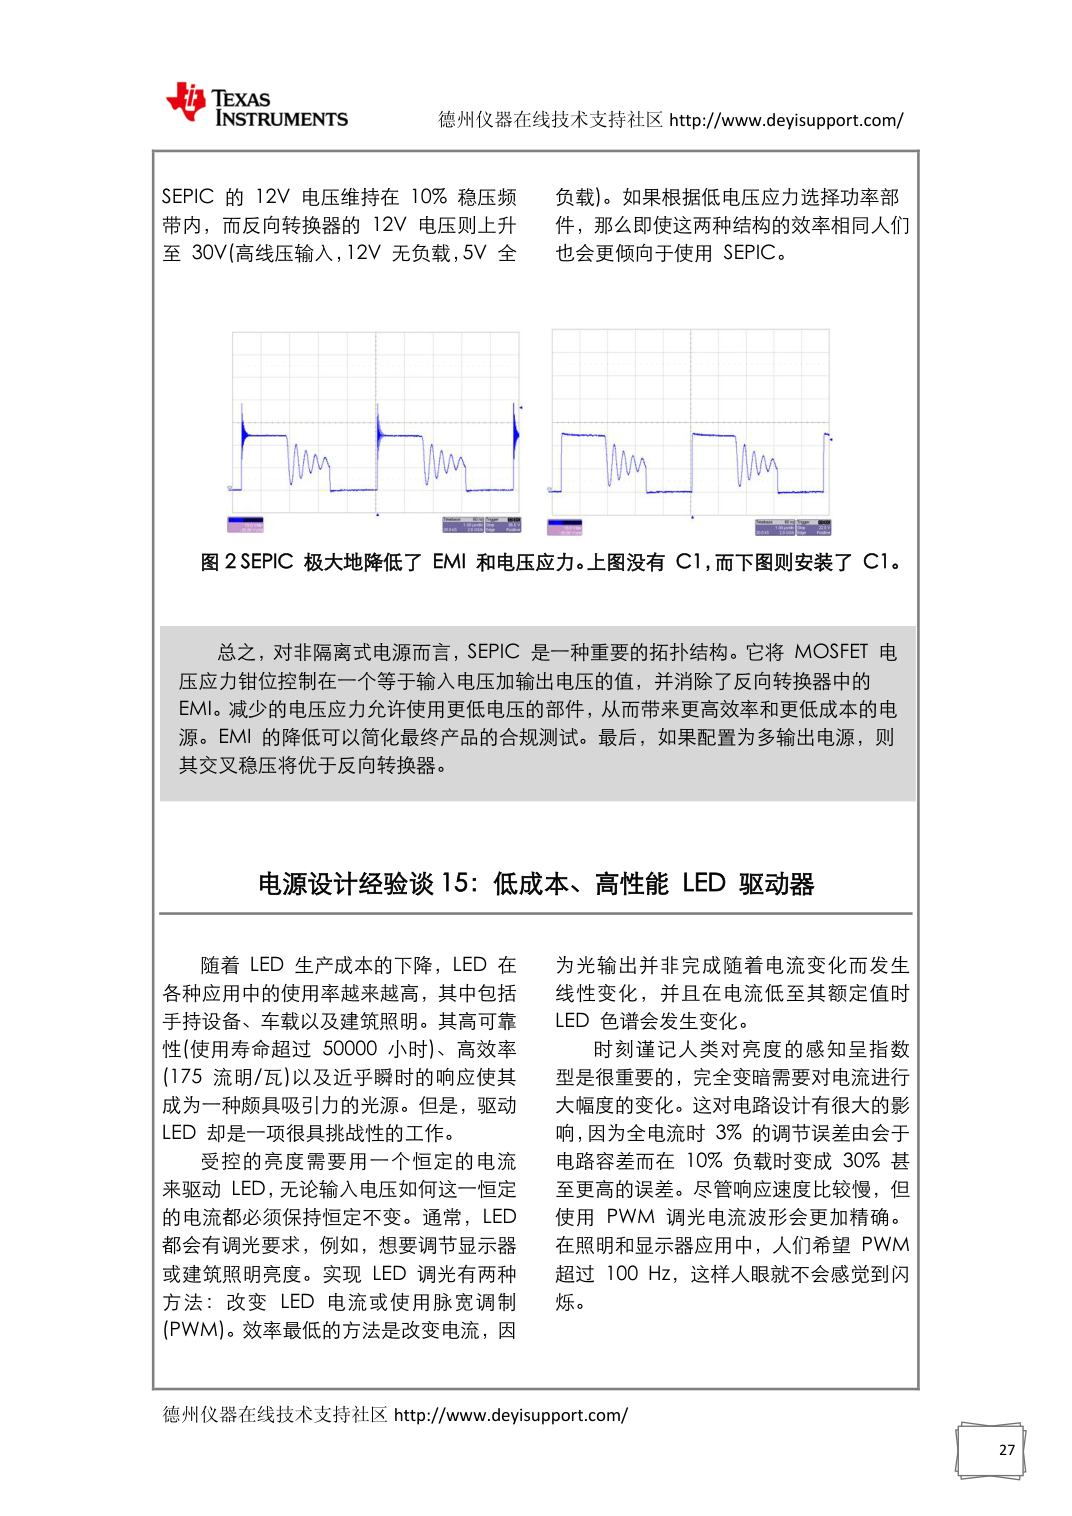 TEXAS
INSTRUMENTS
德州仪器在线技术支持社区 http://www.deyisupport.com/
SEPIC 的 12V 电压维持在 10% 稳压频
带内，而反向转换器的 12V 电压则上升
至 30V(高线压输入，12V 无负载，5V 全
负载)。如果根据低电压应力选择功率部
件，那么即使这两种结构的效率相同人们
也会更倾向于使用 SEPIC。
图 2 SEPIC 极大地降低了 EMI 和电压应力。上图没有 C1，而下图则安装了 C1。
总之，对非隔离式电源而言，SEPIC 是一种重要的拓扑结构。它将 MOSFET 电
压应力钳位控制在一个等于输入电压加输出电压的值，并消除了反向转换器中的
EMI。减少的电压应力允许使用更低电压的部件，从而带来更高效率和更低成本的电
源。EMI 的降低可以简化最终产品的合规测试。最后，如果配置为多输出电源，则
其交叉稳压将优于反向转换器。
电源设计经验谈 15：低成本、高性能 LED 驱动器
随着 LED 生产成本的下降，LED 在
各种应用中的使用率越来越高，其中包括
手持设备、车载以及建筑照明。其高可靠
性(使用寿命超过 50000 小时)、高效率
(175 流明/瓦)以及近乎瞬时的响应使其
成为一种颇具吸引力的光源。但是，驱动
LED 却是一项很具挑战性的工作。
受控的亮度需要用一个恒定的电流
来驱动 LED，无论输入电压如何这一恒定
的电流都必须保持恒定不变。通常，LED
都会有调光要求，例如，想要调节显示器
或建筑照明亮度。实现 LED 调光有两种
方法：改变 LED 电流或使用脉宽调制
(PWM)。效率最低的方法是改变电流，因
为光输出并非完成随着电流变化而发生
线性变化，并且在电流低至其额定值时
LED 色谱会发生变化。
时刻谨记人类对亮度的感知呈指数
型是很重要的，完全变暗需要对电流进行
大幅度的变化。这对电路设计有很大的影
响，因为全电流时 3% 的调节误差由会于
电路容差而在 10% 负载时变成 30% 甚
至更高的误差。尽管响应速度比较慢，但
使用 PWM 调光电流波形会更加精确。
在照明和显示器应用中，人们希望 PWM
超过 100 Hz，这样人眼就不会感觉到闪
烁。
德州仪器在线技术支持社区 http://www.deyisupport.com/
27